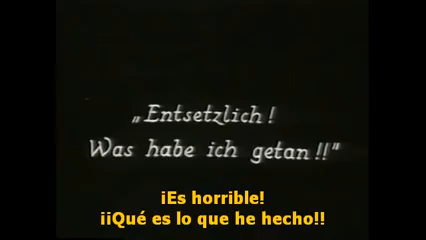 „Entsetzlich!
Was habe ich getan!!"
¡Es horrible!
¡¡Qué es lo que he hecho!!